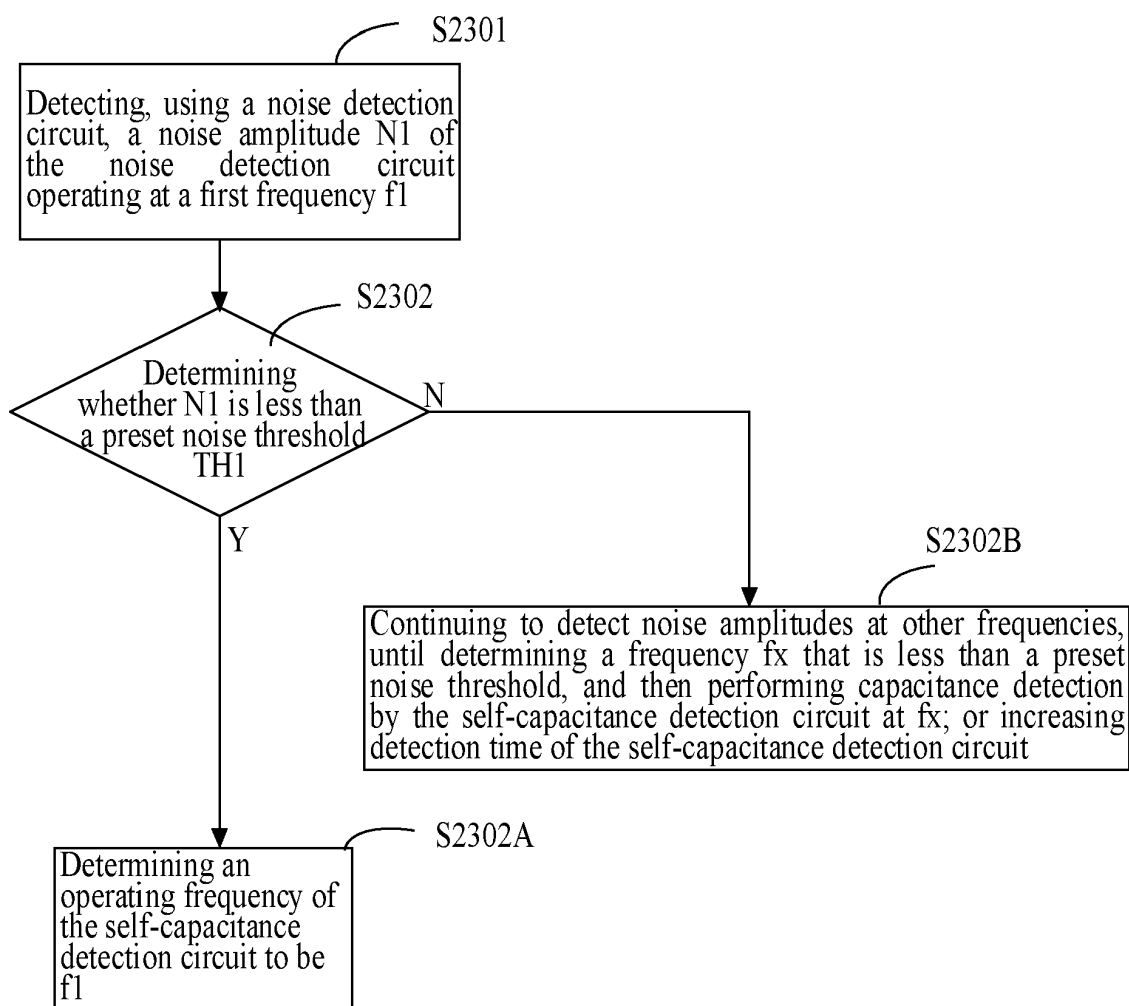 S2301
Detecting, using a noise detection
circuit, a noise amplitude N1 of
the noise detection circuit
operating at a first frequency f1
S2302
Determining
whether N1 is less than
a preset noise threshold
TH1
N
Y
S2302B
Continuing to detect noise amplitudes at other frequencies,
until determining a frequency fx that is less than a preset
noise threshold, and then performing capacitance detection
by the self-capacitance detection circuit at fx; or increasing
detection time of the self-capacitance detection circuit
S2302A
Determining an
operating frequency of
the self-capacitance
detection circuit to be
f1